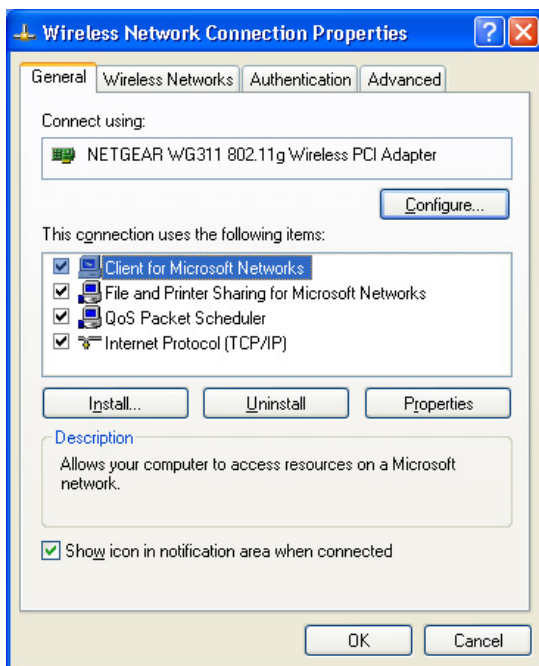 Wireless Network Connection Properties
General Wireless Networks Authentication Advanced
Connect using:
NETGEAR WG311 802.11g Wireless PCI Adapter
Configure...
This connection uses the following items:
Client for Microsoft Networks
File and Printer Sharing for Microsoft Networks
QoS Packet Scheduler
Internet Protocol (TCP/IP)
Install... Uninstall Properties
Description
Allows your computer to access resources on a Microsoft
network.
Show icon in notification area when connected
OK Cancel